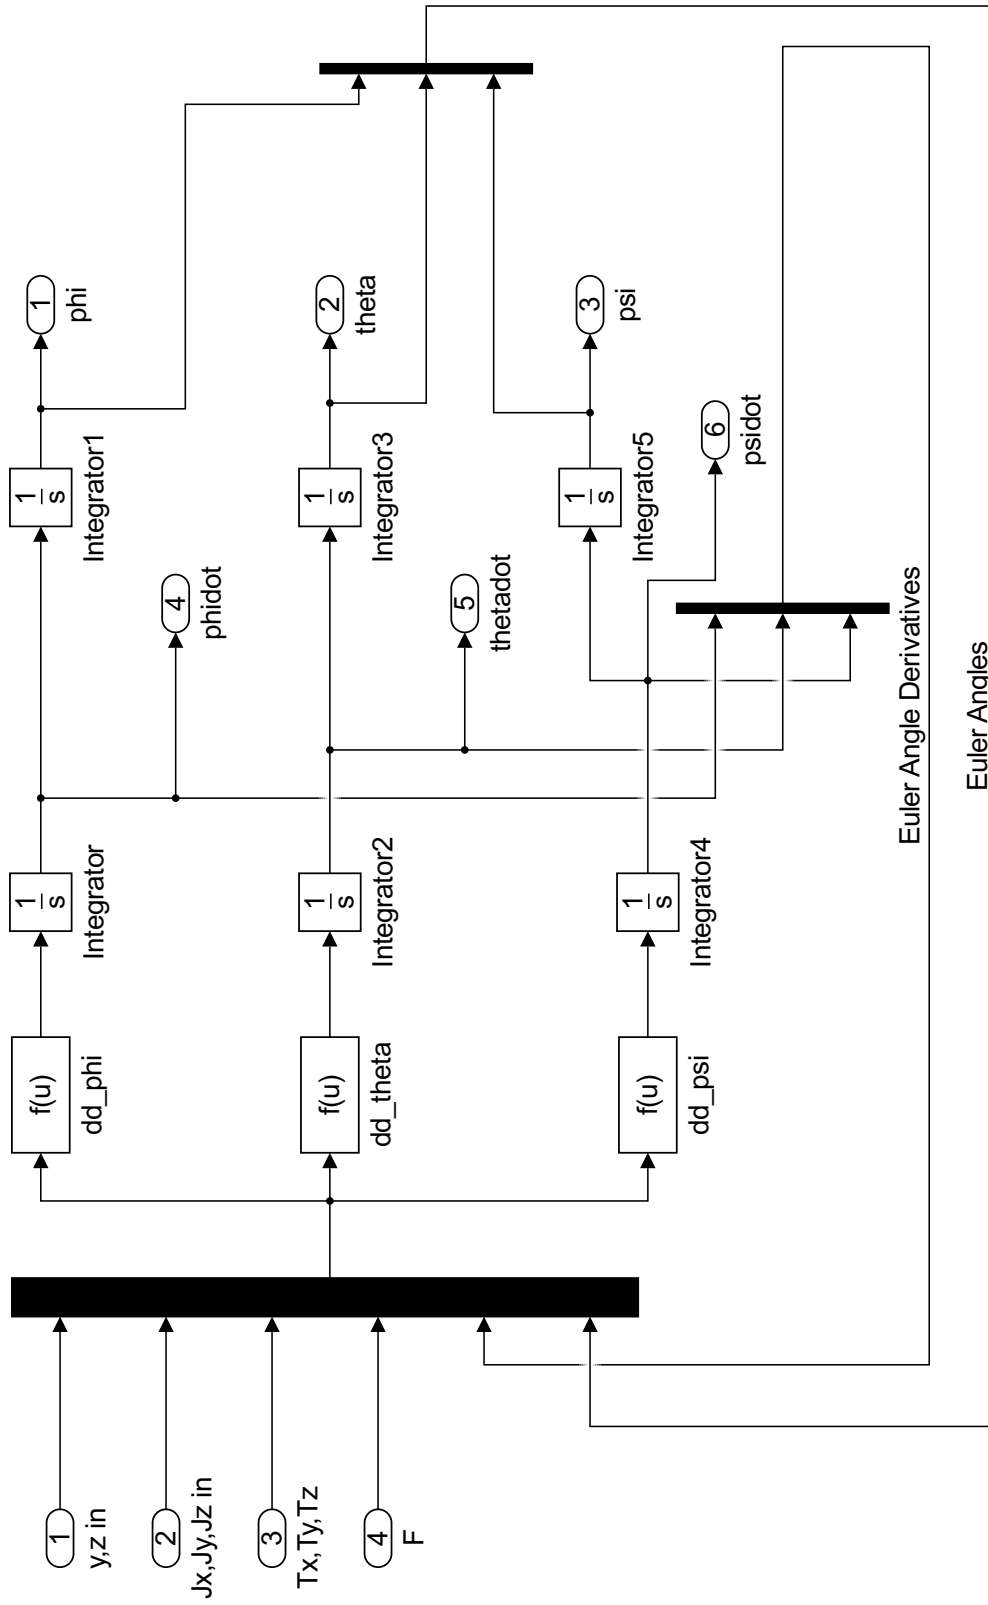 1
y,z in
2
Jx,Jy,Jz in
3
Tx,Ty,Tz
4
F
f(u)
dd_phi
f(u)
dd_theta
f(u)
dd_psi
1
s
Integrator
1
s
Integrator2
1
s
Integrator4
4
phidot
5
thetadot
6
psidot
1
s
Integrator1
1
s
Integrator3
1
s
Integrator5
1
phi
2
theta
3
psi
Euler Angle Derivatives
Euler Angles